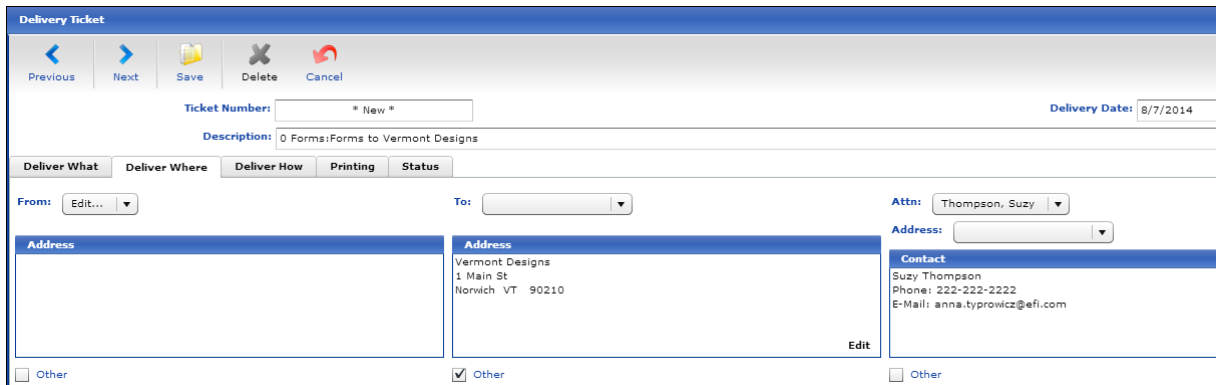 Delivery Ticket
Previous Next Save Delete Cancel
Ticket Number: * New * Delivery Date: 8/7/2014
Description: 0 Forms:Forms to Vermont Designs
Deliver What Deliver Where Deliver How Printing Status
From: Edit... To: Attn: Thompson, Suzy
Address:
Address Address Contact
Vermont Designs Suzy Thompson
1 Main St Phone: 222-222-2222
Norwich VT 90210 E-Mail: anna.typrowicz@efi.com
Edit
Other Other Other